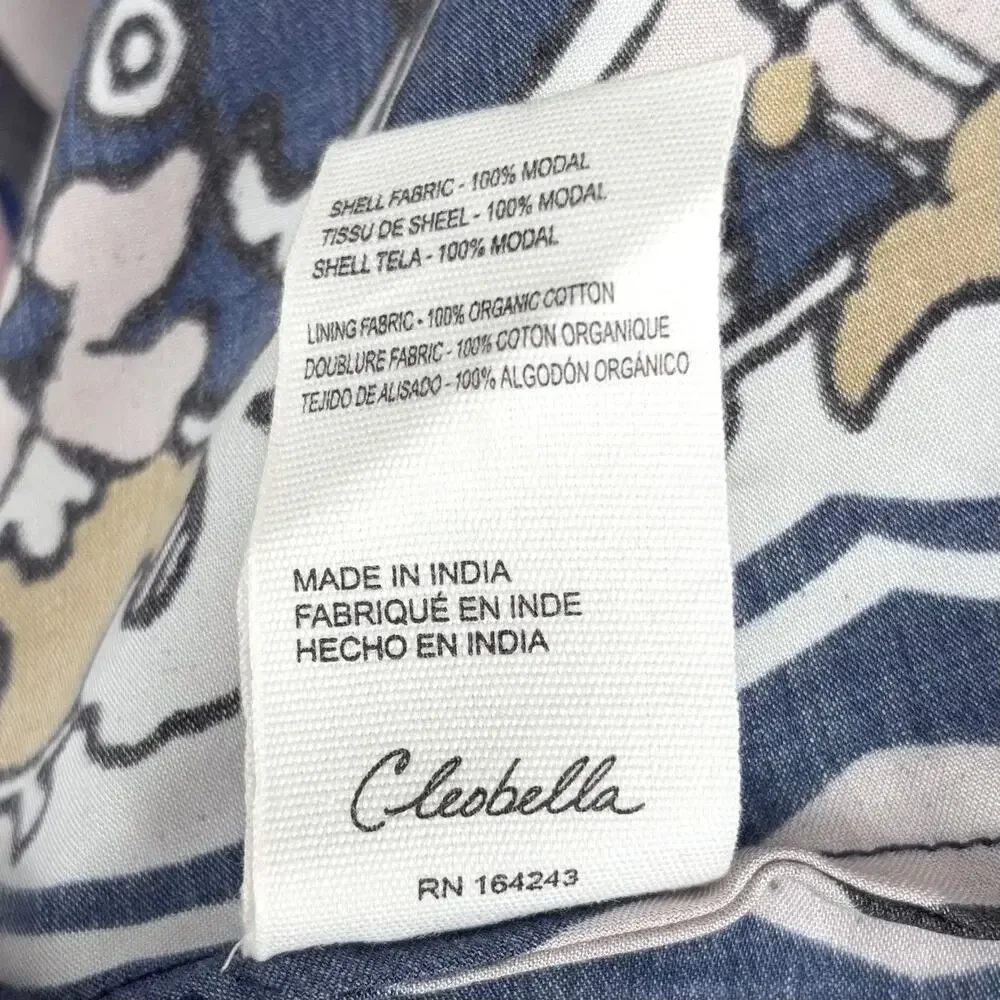 SHELL FABRIC - 100% MODAL
TISSU DE SHEEL - 100% MODAL
SHELL TELA - 100% MODAL
LINING FABRIC - 100% ORGANIC COTTON
DOUBLURE FABRIC - 100% COTON ORGANIQUE
TEJIDO DE ALISADO - 100% ALGODÓN ORGÁNICO
MADE IN INDIA
FABRIQUÉ EN INDE
HECHO EN INDIA
Cleobella
RN 164243